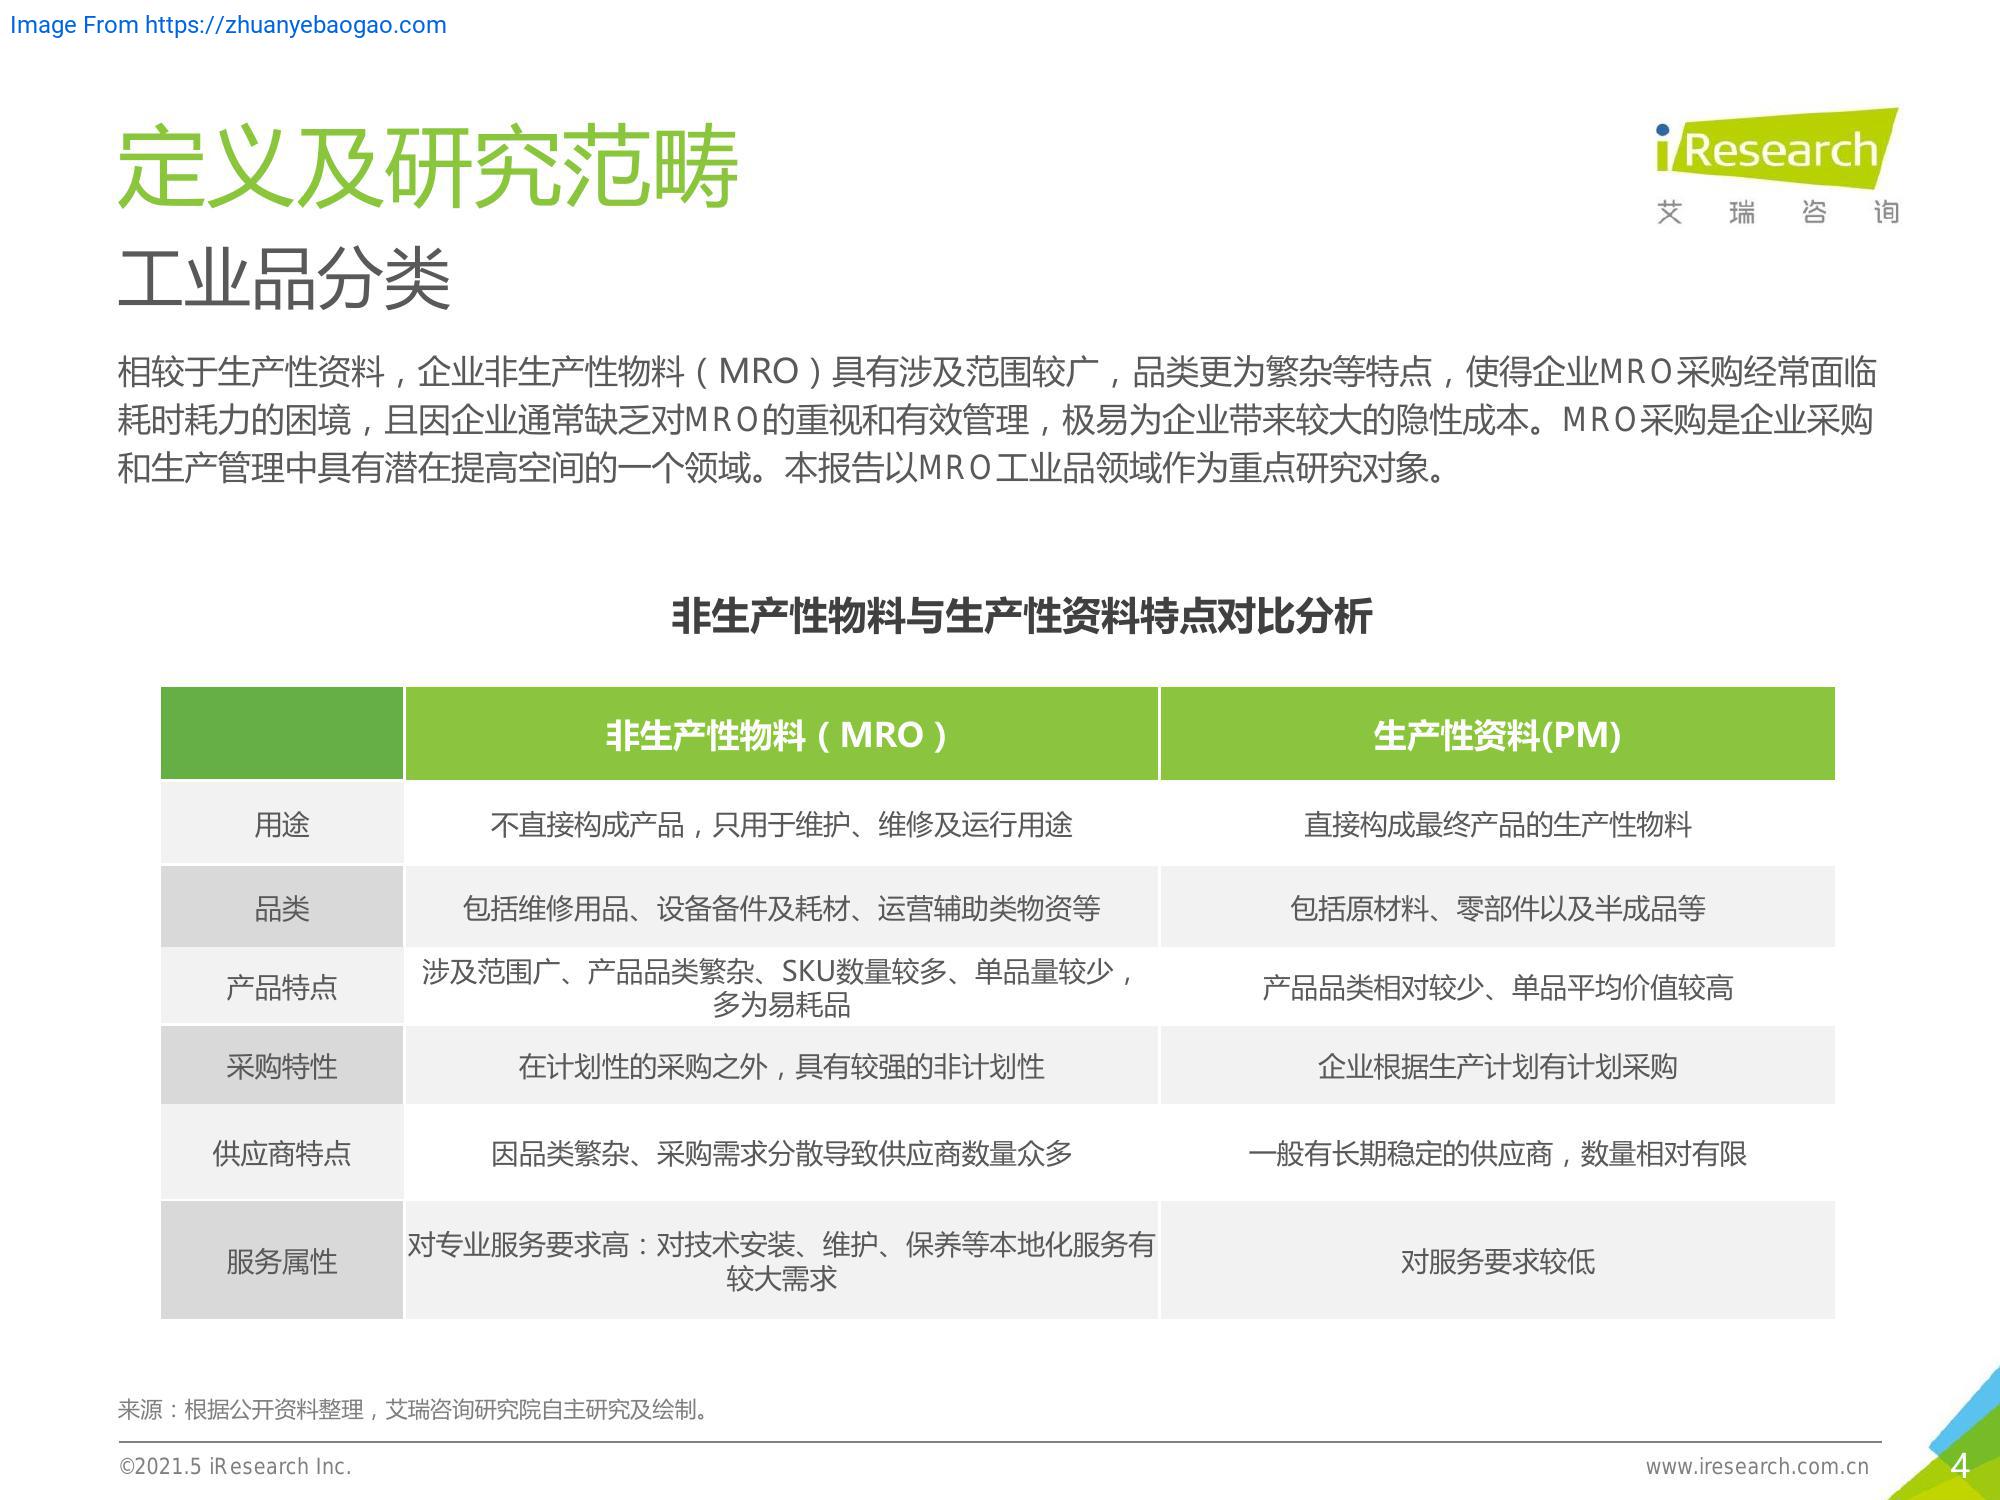 Image From https://zhuanyebaogao.com
定义及研究范畴
iResearch
艾瑞咨询
工业品分类
相较于生产性资料，企业非生产性物料（MRO）具有涉及范围较广，品类更为繁杂等特点，使得企业MRO采购经常面临
耗时耗力的困境，且因企业通常缺乏对MRO的重视和有效管理，极易为企业带来较大的隐性成本。MRO采购是企业采购
和生产管理中具有潜在提高空间的一个领域。本报告以MRO工业品领域作为重点研究对象。
非生产性物料与生产性资料特点对比分析
非生产性物料（MRO） 生产性资料(PM)
用途 不直接构成产品，只用于维护、维修及运行用途 直接构成最终产品的生产性物料
品类 包括维修用品、设备备件及耗材、运营辅助类物资等 包括原材料、零部件以及半成品等
产品特点 涉及范围广、产品品类繁杂、SKU数量较多、单品量较少，
多为易耗品 产品品类相对较少、单品平均价值较高
采购特性 在计划性的采购之外，具有较强的非计划性 企业根据生产计划有计划采购
供应商特点 因品类繁杂、采购需求分散导致供应商数量众多 一般有长期稳定的供应商，数量相对有限
服务属性 对专业服务要求高：对技术安装、维护、保养等本地化服务有
较大需求 对服务要求较低
来源：根据公开资料整理，艾瑞咨询研究院自主研究及绘制。
©2021.5 iResearch Inc. www.iresearch.com.cn 4